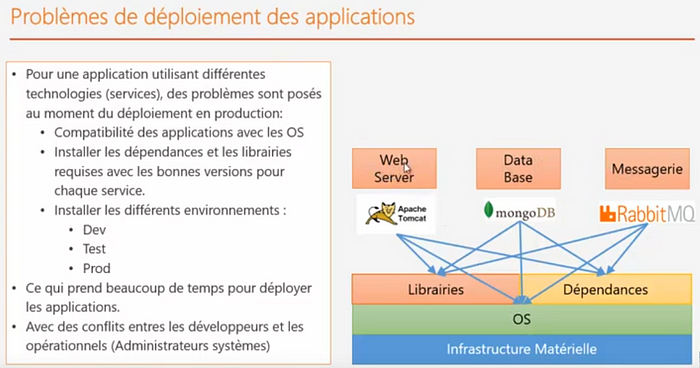 Problèmes de déploiement des applications
• Pour une application utilisant différentes
technologies (services), des problèmes sont posés
au moment du déploiement en production:
• Compatibilité des applications avec les OS
• Installer les dépendances et les librairies
requises avec les bonnes versions pour
chaque service.
• Installer les différents environnements :
• Dev
• Test
• Prod
• Ce qui prend beaucoup de temps pour déployer
les applications.
• Avec des conflits entres les développeurs et les
opérationnels (Administrateurs systèmes)
Web
Server
Data
Base
Messagerie
Apache
Tomcat
mongoDB
RabbitMQ
Librairies
Dépendances
OS
Infrastructure Matérielle